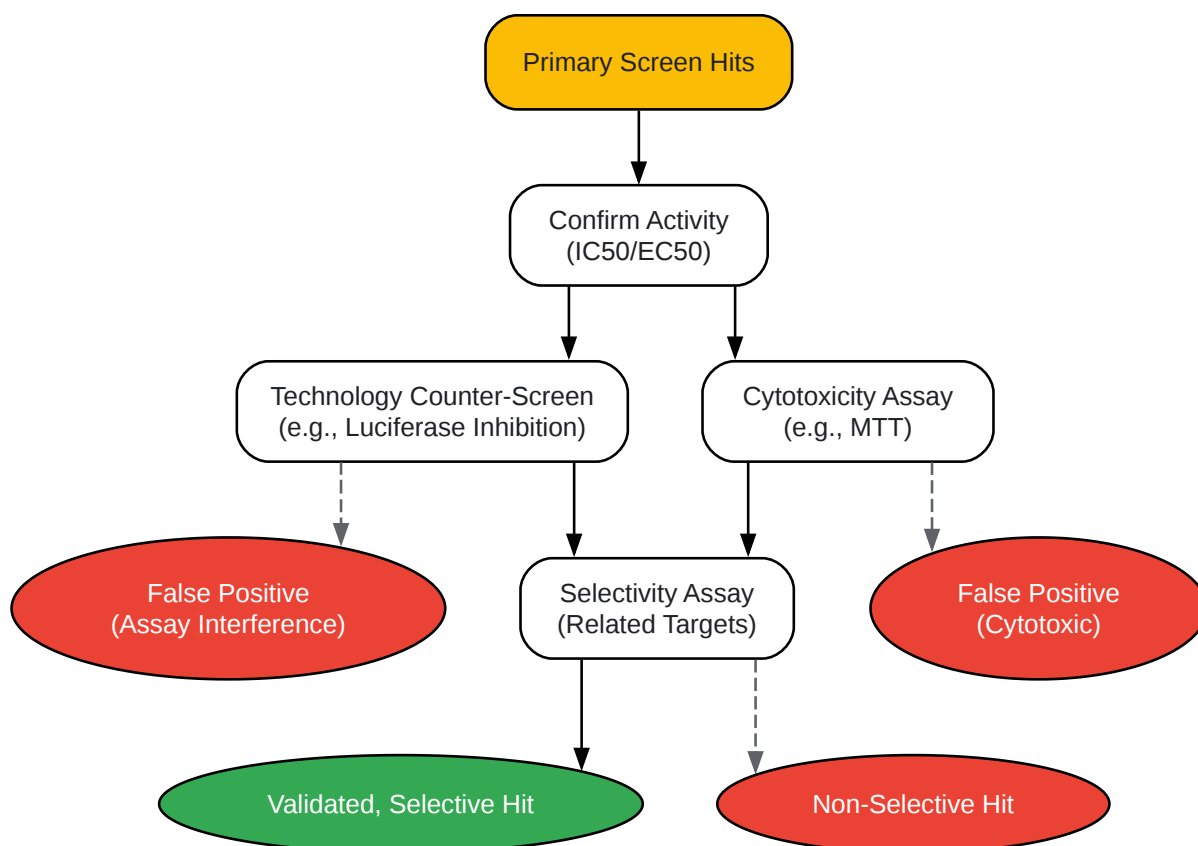 Primary Screen Hits
Confirm Activity
(IC50/EC50)
Technology Counter-Screen
(e.g., Luciferase Inhibition)
Cytotoxicity Assay
(e.g., MTT)
False Positive
(Assay Interference)
Selectivity Assay
(Related Targets)
False Positive
(Cytotoxic)
Validated, Selective Hit
Non-Selective Hit